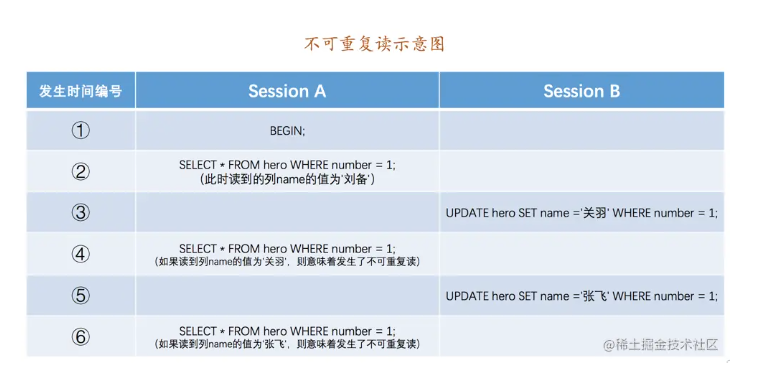 不可重复读示意图
发生时间编号 Session A Session B
① BEGIN;
② SELECT * FROM hero WHERE number = 1;
（此时读到的列name的值为'刘备'）
③ UPDATE hero SET name ='关羽' WHERE number = 1;
④ SELECT * FROM hero WHERE number = 1;
（如果读到列name的值为'关羽'，则意味着发生了不可重复读）
⑤ UPDATE hero SET name ='张飞' WHERE number = 1;
⑥ SELECT * FROM hero WHERE number = 1;
（如果读到列name的值为'张飞'，则意味着发生了不可重复读）
@稀土掘金技术社区